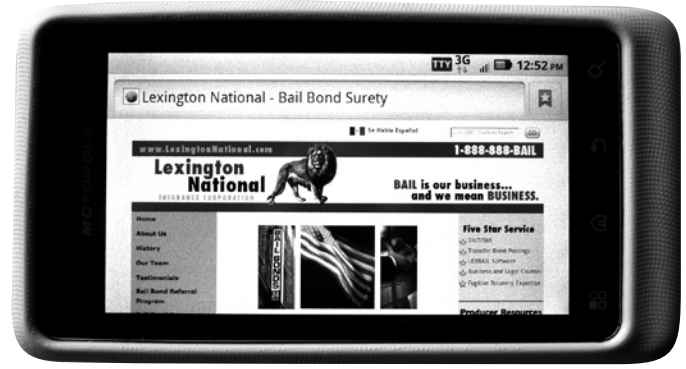 TTY 3G 12:52 PM
Lexington National - Bail Bond Surety
Se Hable Español
GO!
www.LexingtonNational.com 1-888-888-BAIL
Lexington
National
INSURANCE CORPORATION
BAIL is our business...
and we mean BUSINESS.
Home
About Us
History
Our Team
Testimonials
Bail Bond Referral
Program
BAIL BONDS
Five Star Service
24/7/365
Transfer Bond Postings
LEXBAIL Software
Business and Legal Counsel
Fugitive Recovery Expertise
Producer Resources
MOTOROLA